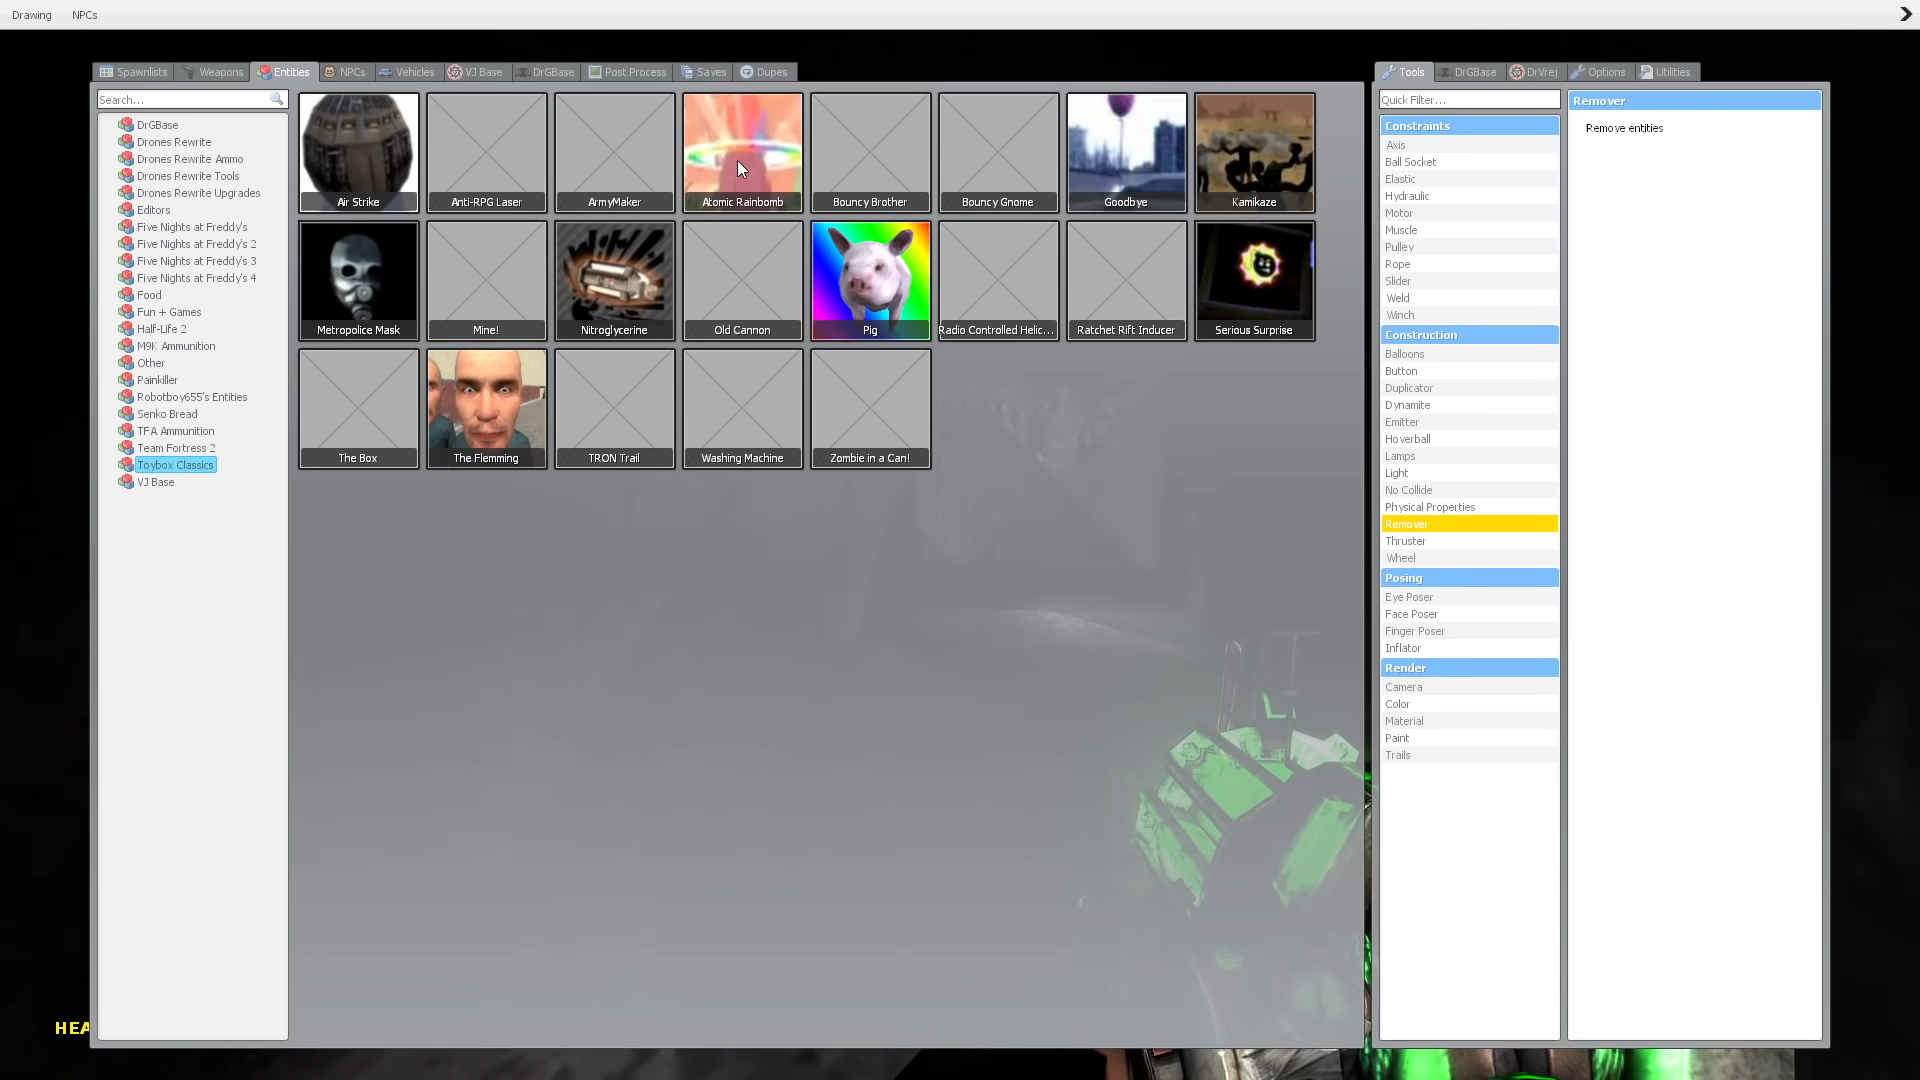 Drawing NPCs
Spawnlists Weapons Entities NPCs Vehicles VJ Base DrGBase Post Process Saves Dupes
Tools DrGBase DrVrej Options Utilities
Search...
DrGBase
Drones Rewrite
Drones Rewrite Ammo
Drones Rewrite Tools
Drones Rewrite Upgrades
Editors
Five Nights at Freddy's
Five Nights at Freddy's 2
Five Nights at Freddy's 3
Five Nights at Freddy's 4
Food
Fun + Games
Half-Life 2
M9K Ammunition
Other
Painkiller
Robotboy655's Entities
Senko Bread
TFA Ammunition
Team Fortress 2
Toybox Classics
VJ Base
Air Strike Anti-RPG Laser ArmyMaker Atomic Rainbomb Bouncy Brother Bouncy Gnome Goodbye Kamikaze
Metropolice Mask Mine! Nitroglycerine Old Cannon Pig Radio Controlled Helic... Ratchet Rift Inducer Serious Surprise
The Box The Flemming TRON Trail Washing Machine Zombie in a Can!
Quick Filter...
Constraints
Axis
Ball Socket
Elastic
Hydraulic
Motor
Muscle
Pulley
Rope
Slider
Weld
Winch
Construction
Balloons
Button
Duplicator
Dynamite
Emitter
Hoverball
Lamps
Light
No Collide
Physical Properties
Remover
Thruster
Wheel
Posing
Eye Poser
Face Poser
Finger Poser
Inflator
Render
Camera
Color
Material
Paint
Trails
Remover
Remove entities
HEA